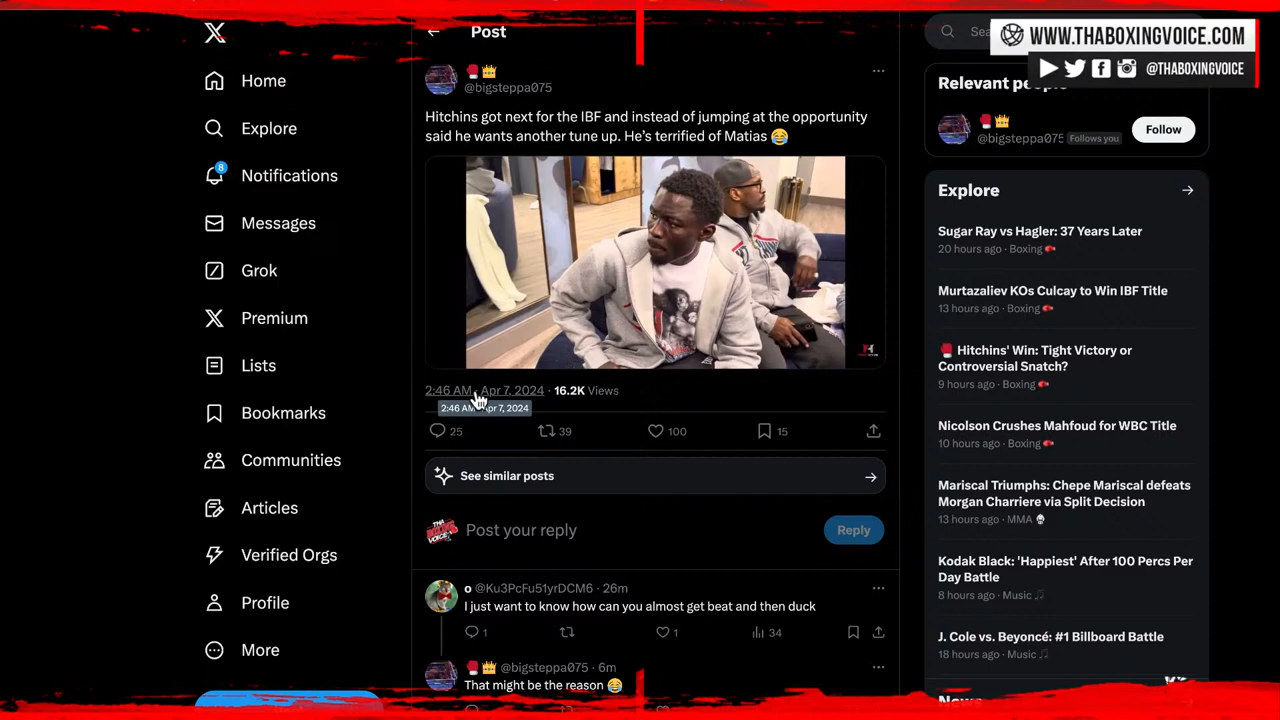 WWW.THABOXINGVOICE.COM
@THABOXINGVOICE
Home
Explore
Notifications
8
Messages
Grok
Premium
Lists
Bookmarks
Communities
Articles
Verified Orgs
Profile
More
Post
@bigsteppa075
Hitchins got next for the IBF and instead of jumping at the opportunity
said he wants another tune up. He's terrified of Matias 😂
2:46 AM · Apr 7, 2024 · 16.2K Views
2:46 AM · Apr 7, 2024
25 39 100 15
See similar posts
Post your reply
Reply
o @Ku3PcFu51yrDCM6 · 26m
I just want to know how can you almost get beat and then duck
1 1 34
@bigsteppa075 · 6m
That might be the reason 😂
Relevant people
@bigsteppa075 Follows you
Follow
Explore
Sugar Ray vs Hagler: 37 Years Later
20 hours ago · Boxing
Murtazaliev KOs Culcay to Win IBF Title
13 hours ago · Boxing
🥊 Hitchins' Win: Tight Victory or
Controversial Snatch?
9 hours ago · Boxing
Nicolson Crushes Mahfoud for WBC Title
10 hours ago · Boxing
Mariscal Triumphs: Chepe Mariscal defeats
Morgan Charriere via Split Decision
13 hours ago · MMA
Kodak Black: 'Happiest' After 100 Percs Per
Day Battle
8 hours ago · Music
J. Cole vs. Beyoncé: #1 Billboard Battle
18 hours ago · Music